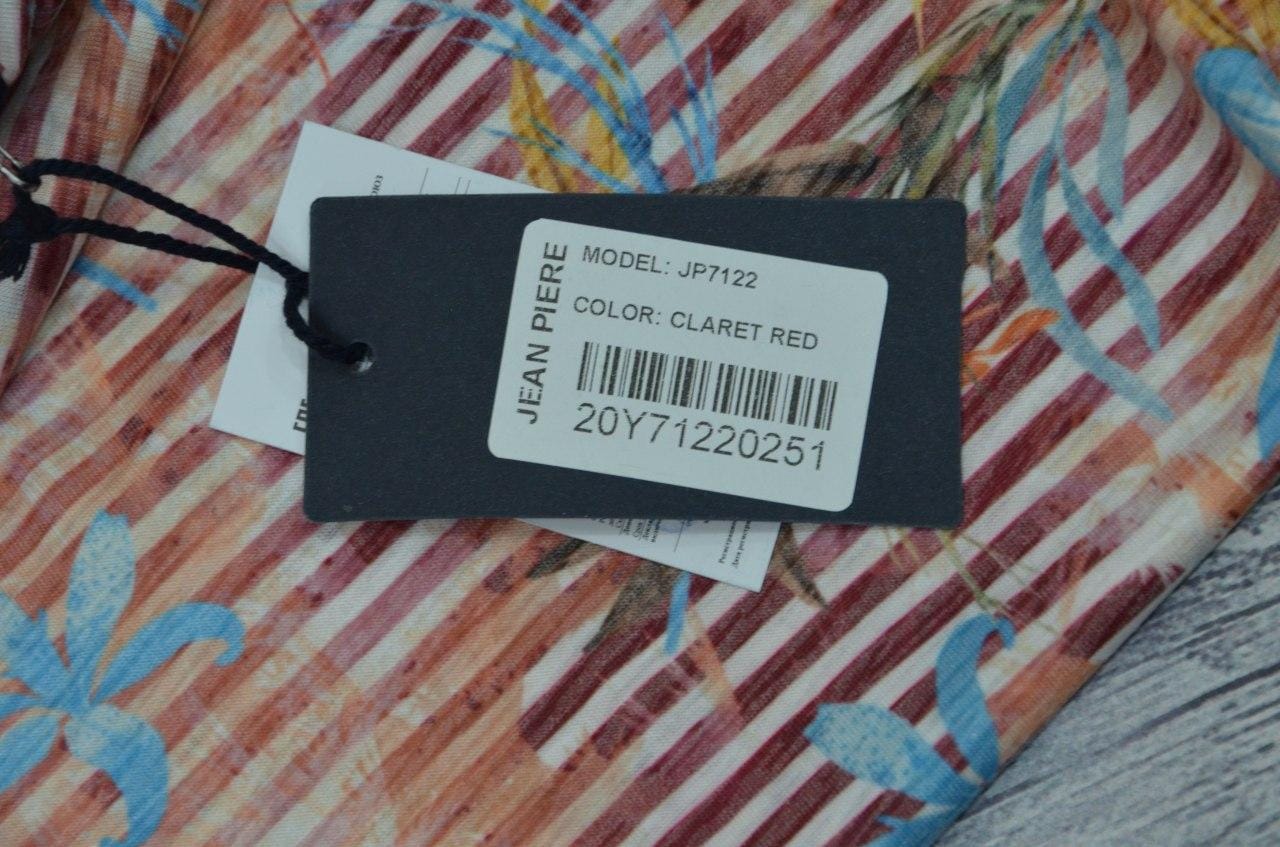 JEAN PIERE
MODEL: JP7122
COLOR: CLARET RED
20Y71220251